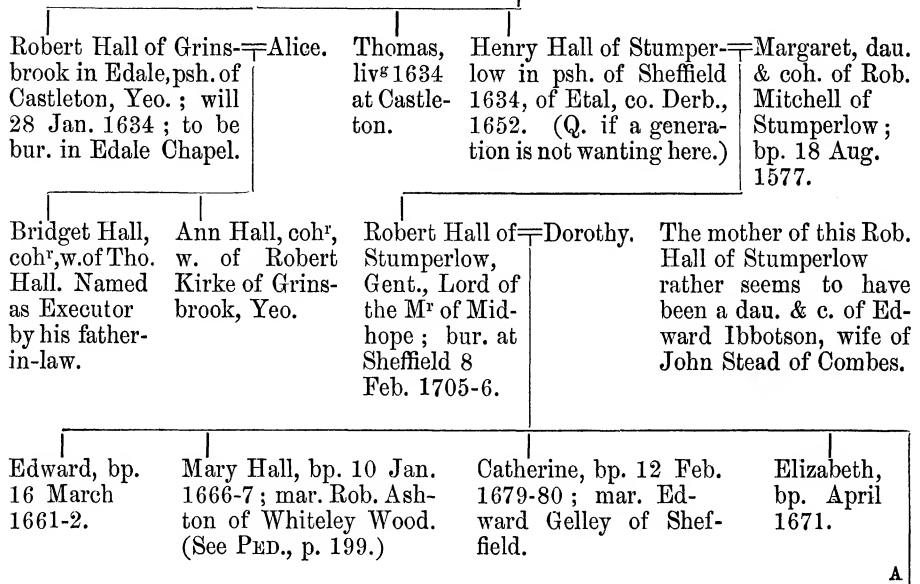 Robert Hall of Grins-=Alice.
brook in Edale, psh. of
Castleton, Yeo. ; will
28 Jan. 1634 ; to be
bur. in Edale Chapel.
Thomas,
livᵍ 1634
at Castle-
ton.
Henry Hall of Stumper-=Margaret, dau.
low in psh. of Sheffield
1634, of Etal, co. Derb.,
1652. (Q. if a genera-
tion is not wanting here.)
& coh. of Rob.
Mitchell of
Stumperlow ;
bp. 18 Aug.
1577.
Bridget Hall,
cohʳ, w. of Tho.
Hall. Named
as Executor
by his father-
in-law.
Ann Hall, cohʳ,
w. of Robert
Kirke of Grins-
brook, Yeo.
Robert Hall of=Dorothy.
Stumperlow,
Gent., Lord of
the Mʳ of Mid-
hope ; bur. at
Sheffield 8
Feb. 1705-6.
The mother of this Rob.
Hall of Stumperlow
rather seems to have
been a dau. & c. of Ed-
ward Ibbotson, wife of
John Stead of Combes.
Edward, bp.
16 March
1661-2.
Mary Hall, bp. 10 Jan.
1666-7 ; mar. Rob. Ash-
ton of Whiteley Wood.
(See PED., p. 199.)
Catherine, bp. 12 Feb.
1679-80 ; mar. Ed-
ward Gelley of Shef-
field.
Elizabeth,
bp. April
1671.
A